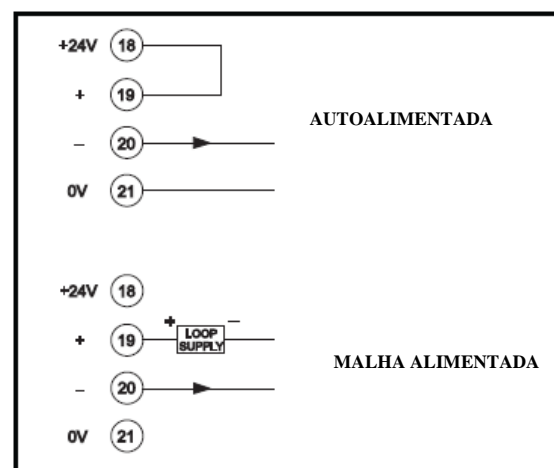 +24V 18
+ 19
AUTOALIMENTADA
− 20
0V 21
+24V 18
+ −
+ 19 LOOP
SUPPLY
MALHA ALIMENTADA
− 20
0V 21